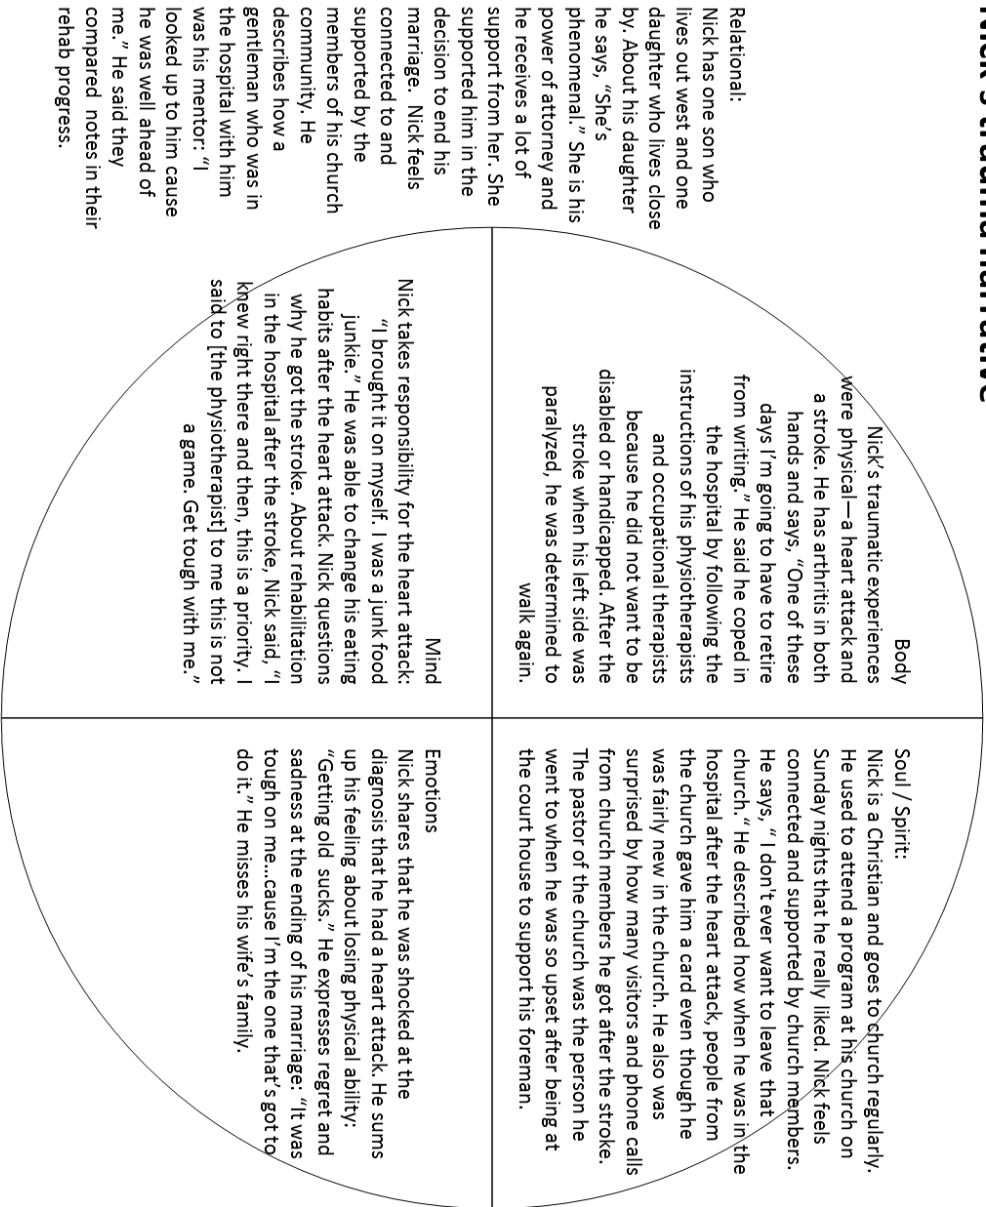 Nick's trauma narrative
Body
Nick's traumatic experiences
were physical—a heart attack and
a stroke. He has arthritis in both
hands and says, “One of these
days I'm going to have to retire
from writing.” He said he coped in
the hospital by following the
instructions of his physiotherapists
and occupational therapists
because he did not want to be
disabled or handicapped. After the
stroke when his left side was
paralyzed, he was determined to
walk again.
Soul / Spirit:
Nick is a Christian and goes to church regularly.
He used to attend a program at his church on
Sunday nights that he really liked. Nick feels
connected and supported by church members.
He says, “ I don't ever want to leave that
church.“ He described how when he was in the
hospital after the heart attack, people from
the church gave him a card even though he
was fairly new in the church. He also was
surprised by how many visitors and phone calls
from church members he got after the stroke.
The pastor of the church was the person he
went to when he was so upset after being at
the court house to support his foreman.
Relational:
Nick has one son who
lives out west and one
daughter who lives close
by. About his daughter
he says, “She's
phenomenal.” She is his
power of attorney and
he receives a lot of
support from her. She
supported him in the
decision to end his
marriage. Nick feels
connected to and
supported by the
members of his church
community. He
describes how a
gentleman who was in
the hospital with him
was his mentor: “I
looked up to him cause
he was well ahead of
me.” He said they
compared notes in their
rehab progress.
Mind
Nick takes responsibility for the heart attack:
“I brought it on myself. I was a junk food
junkie.” He was able to change his eating
habits after the heart attack. Nick questions
why he got the stroke. About rehabilitation
in the hospital after the stroke, Nick said, “I
knew right there and then, this is a priority. I
said to [the physiotherapist] to me this is not
a game. Get tough with me.”
Emotions
Nick shares that he was shocked at the
diagnosis that he had a heart attack. He sums
up his feeling about losing physical ability:
“Getting old sucks.” He expresses regret and
sadness at the ending of his marriage: “It was
tough on me...cause I'm the one that's got to
do it.” He misses his wife's family.